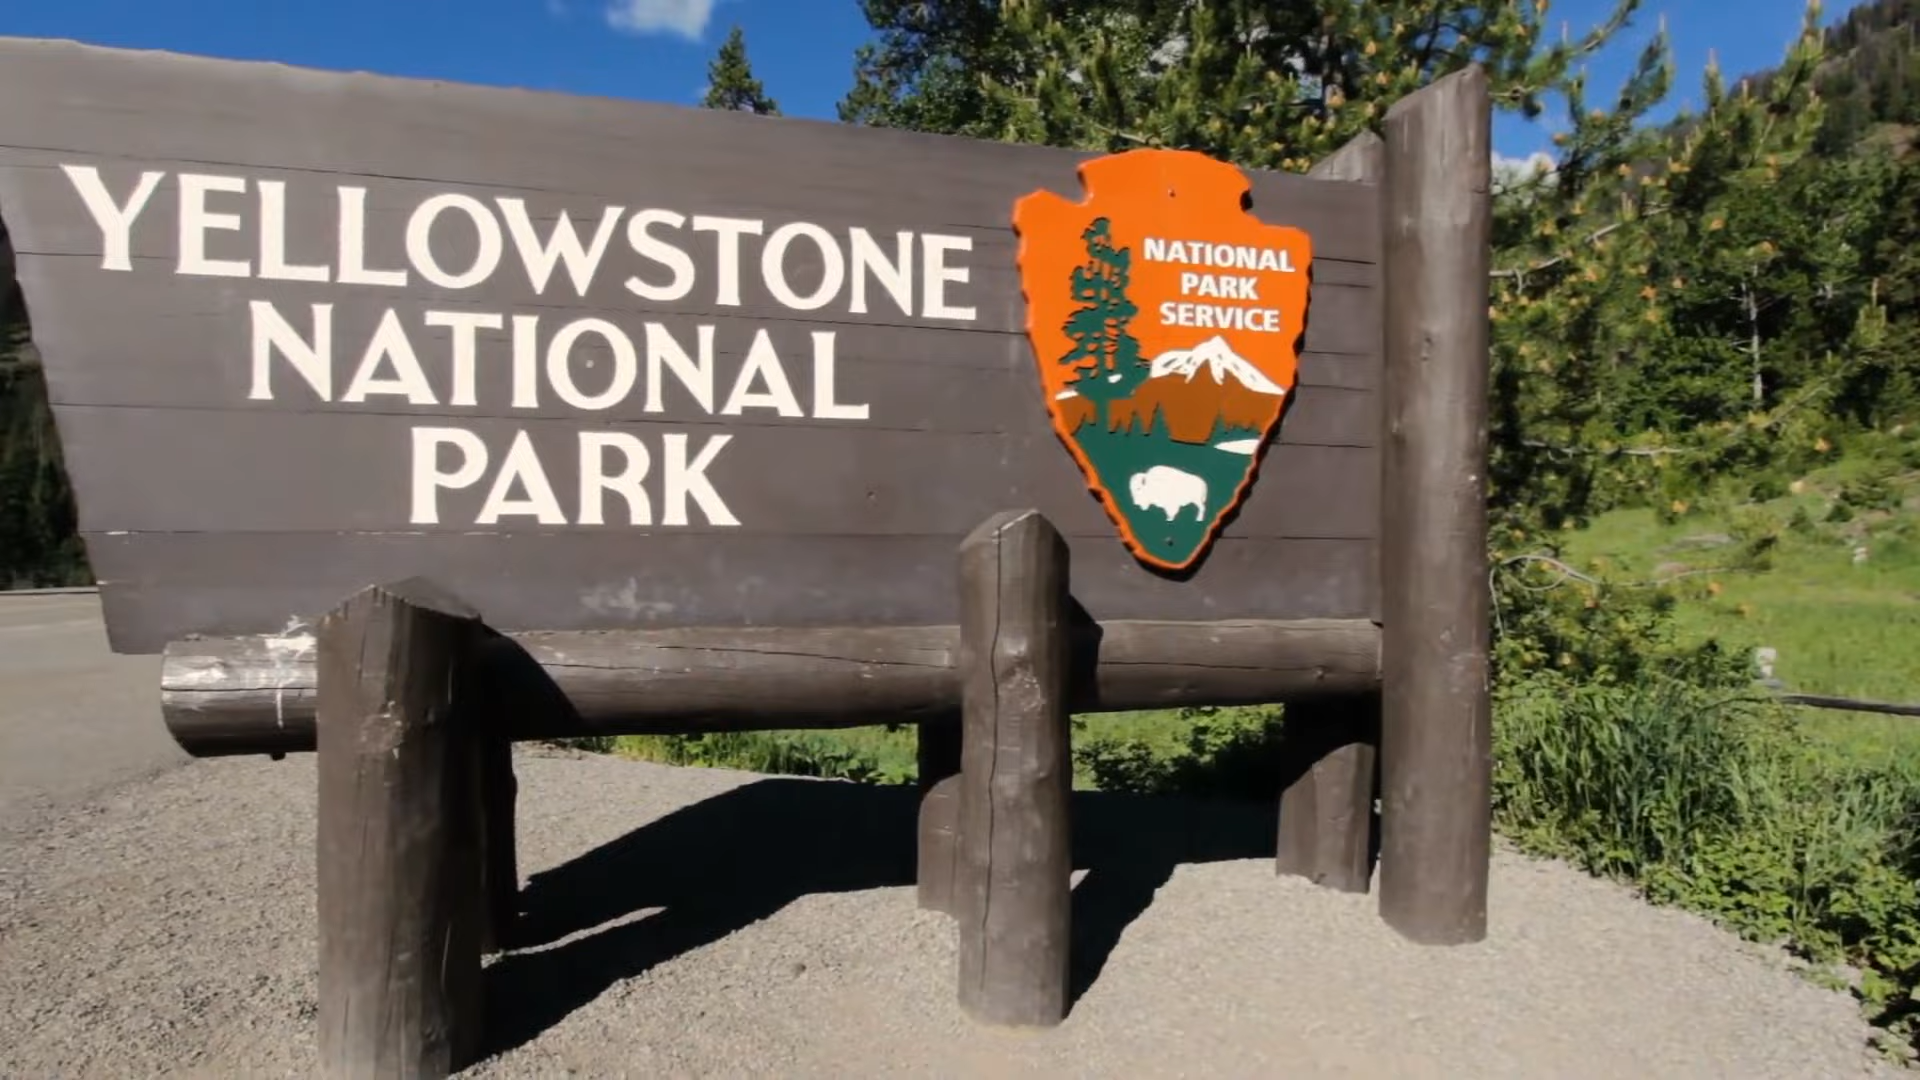 YELLOWSTONE
NATIONAL
PARK
NATIONAL
PARK
SERVICE